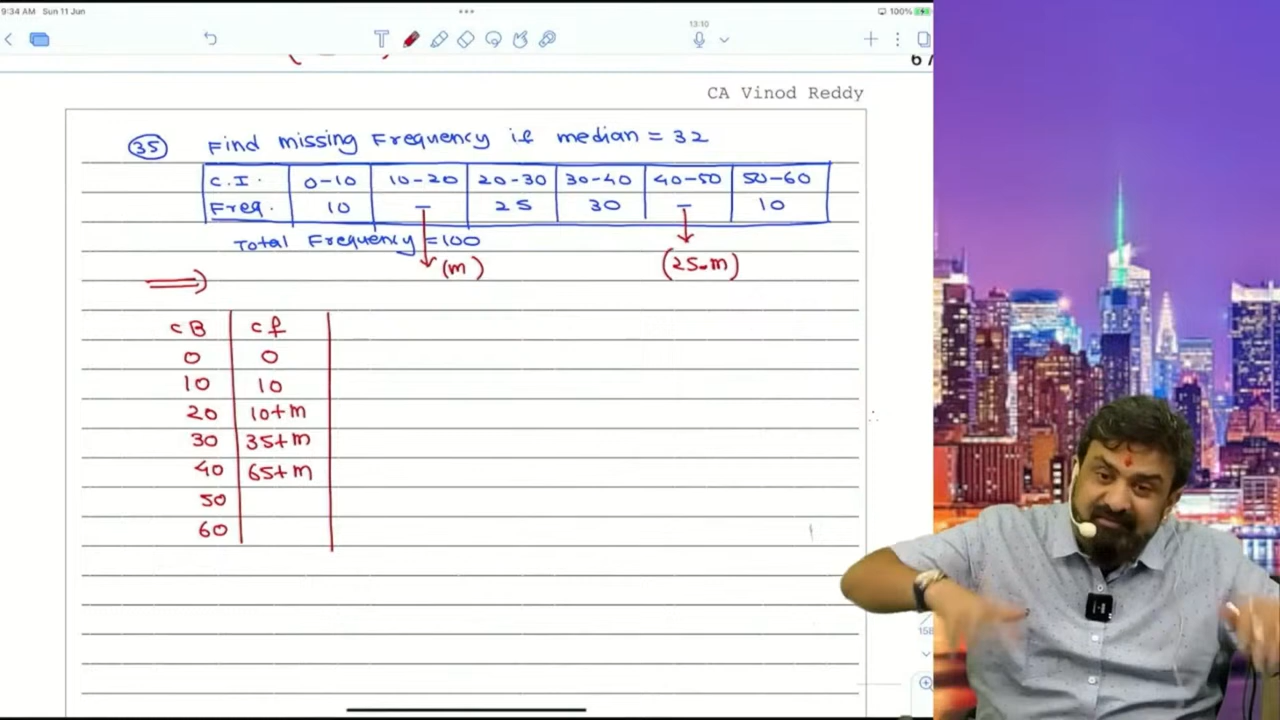 9:34 AM Sun 11 Jun
100%
13:10
T
CA Vinod Reddy
35 Find missing Frequency if median = 32
C.I. 0-10 10-20 20-30 30-40 40-50 50-60
Freq. 10 – 25 30 – 10
Total Frequency = 100
(m) (25-m)
CB cf
0 0
10 10
20 10+m
30 35+m
40 65+m
50
60